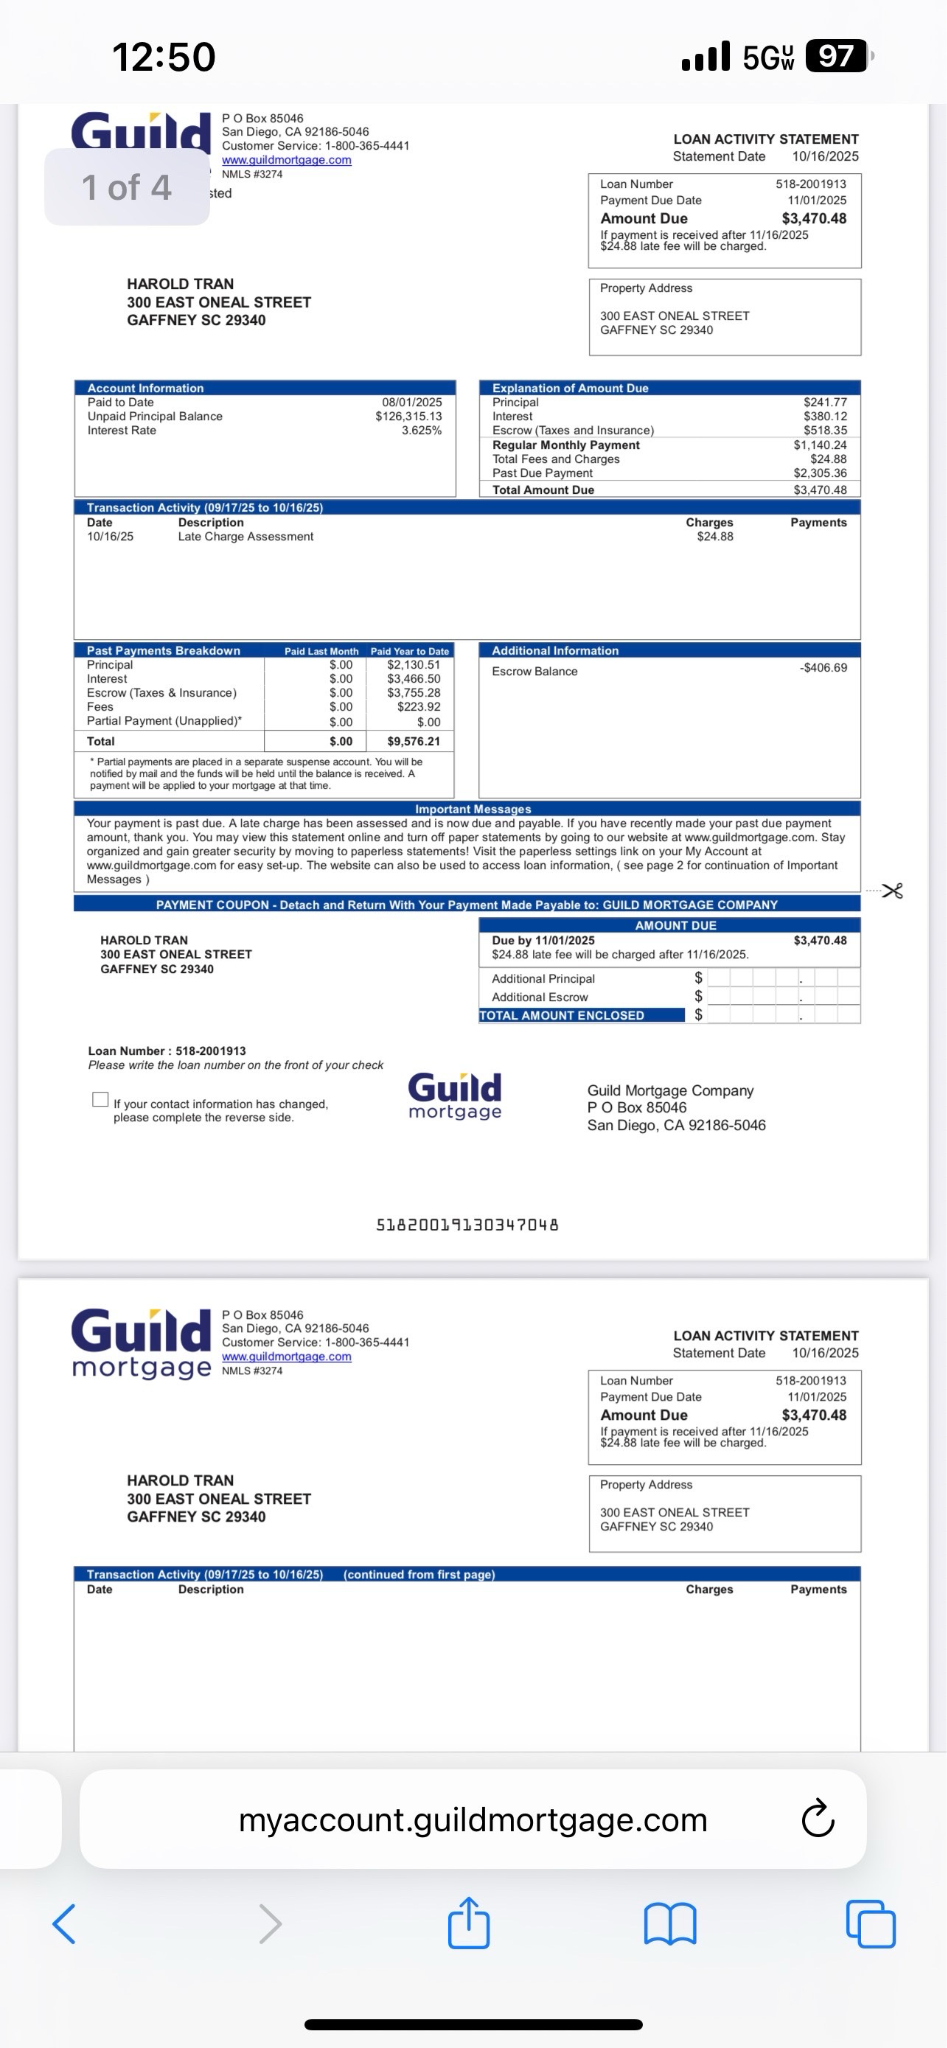 12:50
5GUW 97
Guild
P O Box 85046
San Diego, CA 92186-5046
Customer Service: 1-800-365-4441
www.guildmortgage.com
NMLS #3274
1 of 4
sted
LOAN ACTIVITY STATEMENT
Statement Date 10/16/2025
Loan Number 518-2001913
Payment Due Date 11/01/2025
Amount Due $3,470.48
If payment is received after 11/16/2025
$24.88 late fee will be charged.
HAROLD TRAN
300 EAST ONEAL STREET
GAFFNEY SC 29340
Property Address
300 EAST ONEAL STREET
GAFFNEY SC 29340
Account Information
Paid to Date 08/01/2025
Unpaid Principal Balance $126,315.13
Interest Rate 3.625%
Explanation of Amount Due
Principal $241.77
Interest $380.12
Escrow (Taxes and Insurance) $518.35
Regular Monthly Payment $1,140.24
Total Fees and Charges $24.88
Past Due Payment $2,305.36
Total Amount Due $3,470.48
Transaction Activity (09/17/25 to 10/16/25)
Date Description Charges Payments
10/16/25 Late Charge Assessment $24.88
Past Payments Breakdown Paid Last Month Paid Year to Date
Principal $.00 $2,130.51
Interest $.00 $3,466.50
Escrow (Taxes & Insurance) $.00 $3,755.28
Fees $.00 $223.92
Partial Payment (Unapplied)* $.00 $.00
Total $.00 $9,576.21
* Partial payments are placed in a separate suspense account. You will be
notified by mail and the funds will be held until the balance is received. A
payment will be applied to your mortgage at that time.
Additional Information
Escrow Balance -$406.69
Important Messages
Your payment is past due. A late charge has been assessed and is now due and payable. If you have recently made your past due payment
amount, thank you. You may view this statement online and turn off paper statements by going to our website at www.guildmortgage.com. Stay
organized and gain greater security by moving to paperless statements! Visit the paperless settings link on your My Account at
www.guildmortgage.com for easy set-up. The website can also be used to access loan information, ( see page 2 for continuation of Important
Messages )
PAYMENT COUPON - Detach and Return With Your Payment Made Payable to: GUILD MORTGAGE COMPANY
HAROLD TRAN
300 EAST ONEAL STREET
GAFFNEY SC 29340
AMOUNT DUE
Due by 11/01/2025 $3,470.48
$24.88 late fee will be charged after 11/16/2025.
Additional Principal $ .
Additional Escrow $ .
TOTAL AMOUNT ENCLOSED $ .
Loan Number : 518-2001913
Please write the loan number on the front of your check
If your contact information has changed,
please complete the reverse side.
Guild
mortgage
Guild Mortgage Company
P O Box 85046
San Diego, CA 92186-5046
51820019130347048
Guild
mortgage
P O Box 85046
San Diego, CA 92186-5046
Customer Service: 1-800-365-4441
www.guildmortgage.com
NMLS #3274
LOAN ACTIVITY STATEMENT
Statement Date 10/16/2025
Loan Number 518-2001913
Payment Due Date 11/01/2025
Amount Due $3,470.48
If payment is received after 11/16/2025
$24.88 late fee will be charged.
HAROLD TRAN
300 EAST ONEAL STREET
GAFFNEY SC 29340
Property Address
300 EAST ONEAL STREET
GAFFNEY SC 29340
Transaction Activity (09/17/25 to 10/16/25) (continued from first page)
Date Description Charges Payments
myaccount.guildmortgage.com